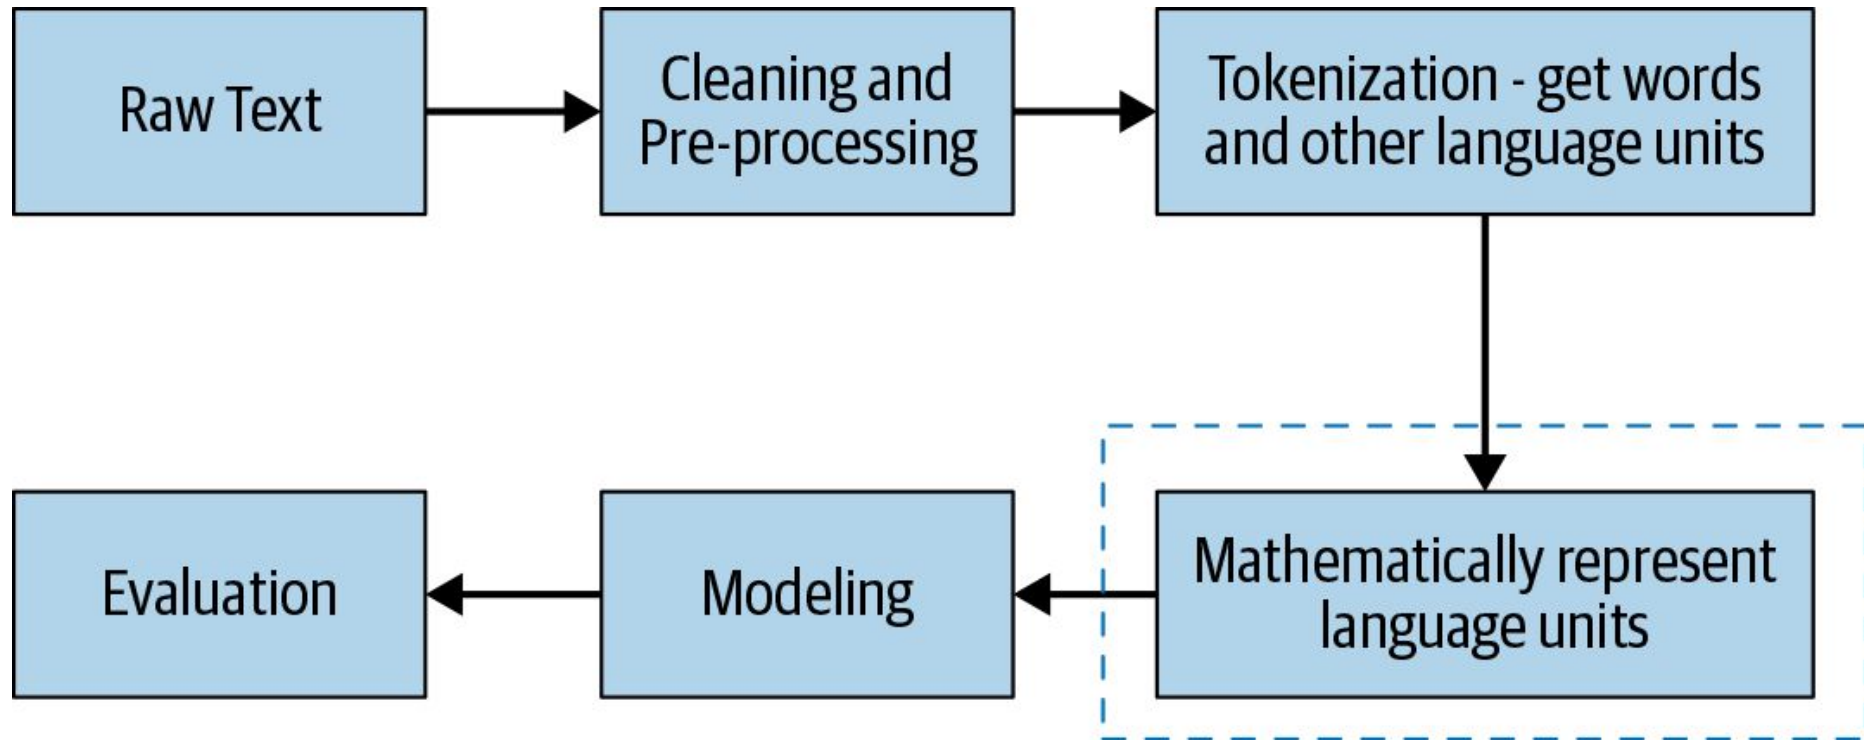 Raw Text
Cleaning and
Pre-processing
Tokenization - get words
and other language units
Mathematically represent
language units
Modeling
Evaluation